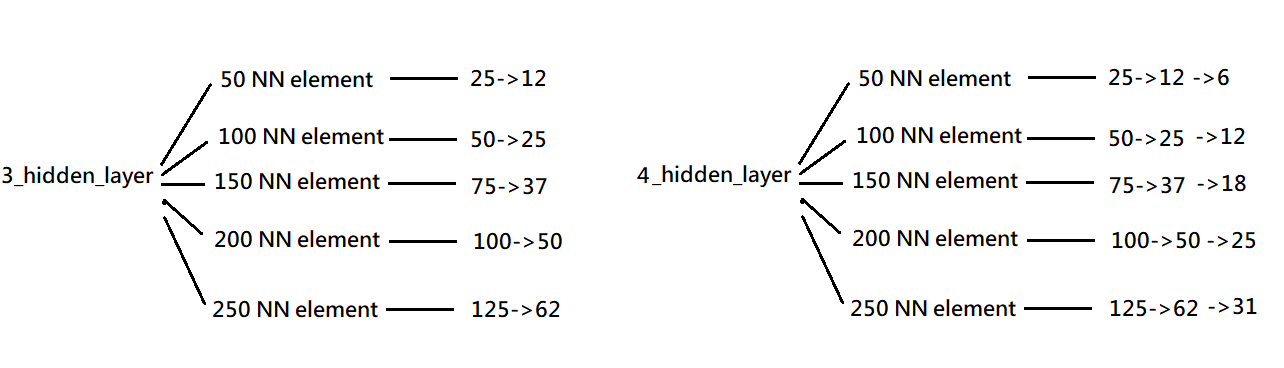 50 NN element 25->12
100 NN element 50->25
3_hidden_layer 150 NN element 75->37
200 NN element 100->50
250 NN element 125->62
50 NN element 25->12 ->6
100 NN element 50->25 ->12
4_hidden_layer 150 NN element 75->37 ->18
200 NN element 100->50 ->25
250 NN element 125->62 ->31